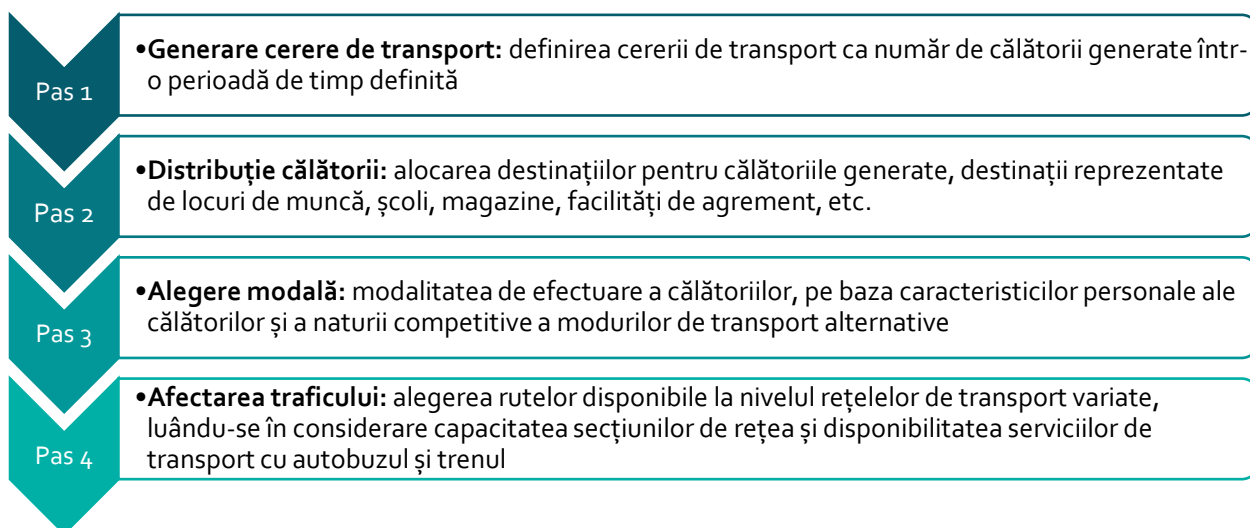 Pas 1
•Generare cerere de transport: definirea cererii de transport ca număr de călătorii generate într-
o perioadă de timp definită
Pas 2
•Distribuție călătorii: alocarea destinațiilor pentru călătoriile generate, destinații reprezentate
de locuri de muncă, școli, magazine, facilități de agrement, etc.
Pas 3
•Alegere modală: modalitatea de efectuare a călătoriilor, pe baza caracteristicilor personale ale
călătorilor și a naturii competitive a modurilor de transport alternative
Pas 4
•Afectarea traficului: alegerea rutelor disponibile la nivelul rețelelor de transport variate,
luându-se în considerare capacitatea secțiunilor de rețea și disponibilitatea serviciilor de
transport cu autobuzul și trenul